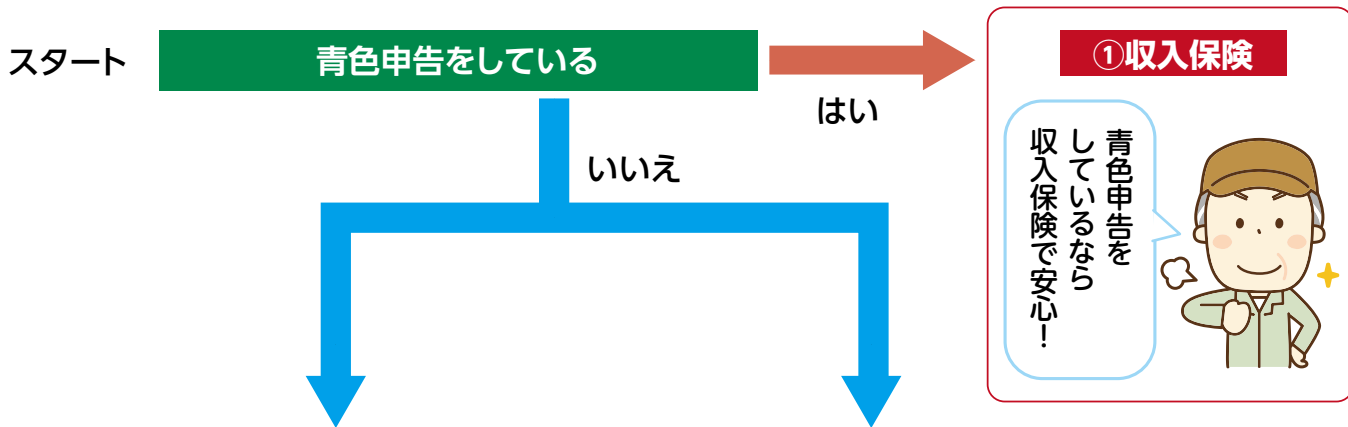 スタート
青色申告をしている
はい
いいえ
①収入保険
青色申告を
しているなら
収入保険で安心！